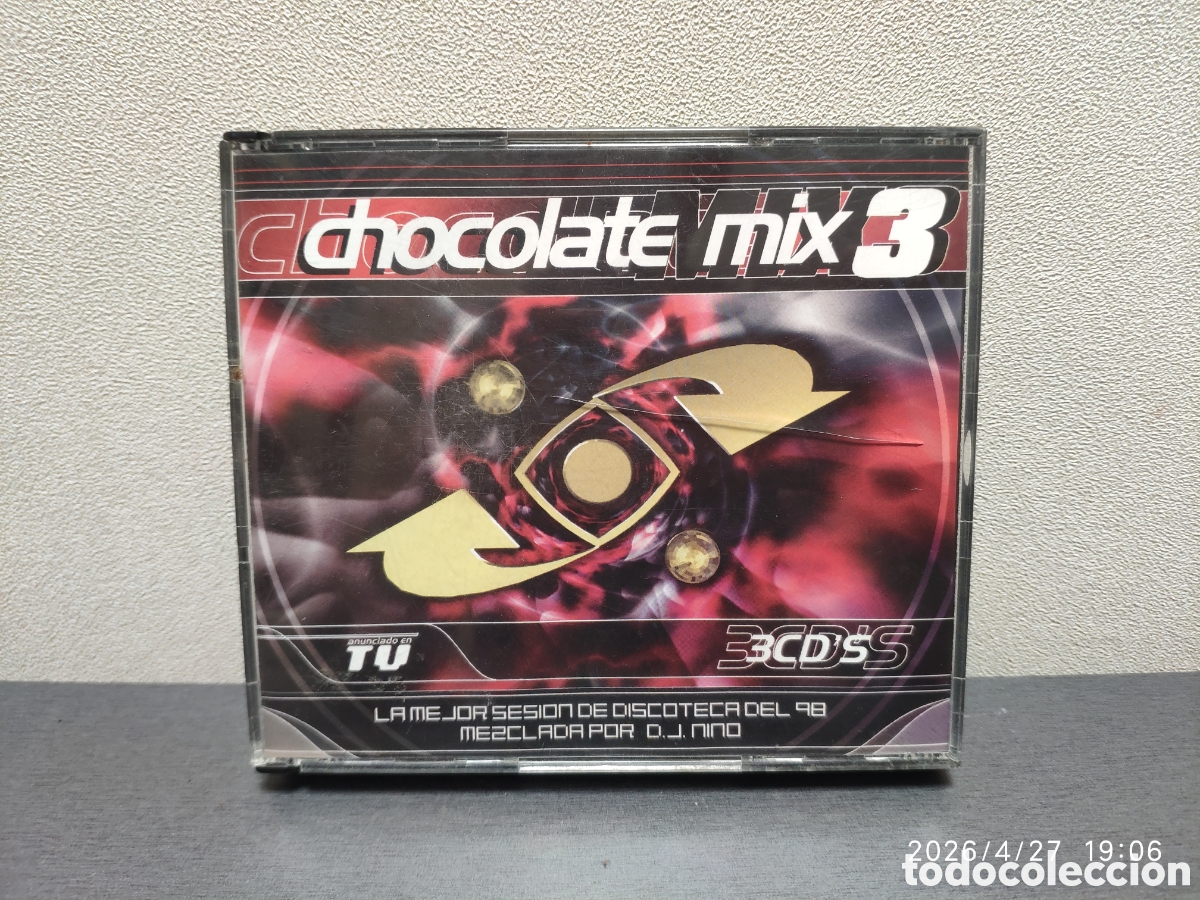 chocolate mix 3
anunciado en
TV
3CD'S
LA MEJOR SESION DE DISCOTECA DEL 98
MEZCLADA POR D.J. NINO
2026/4/27 19:06
todocoleccion